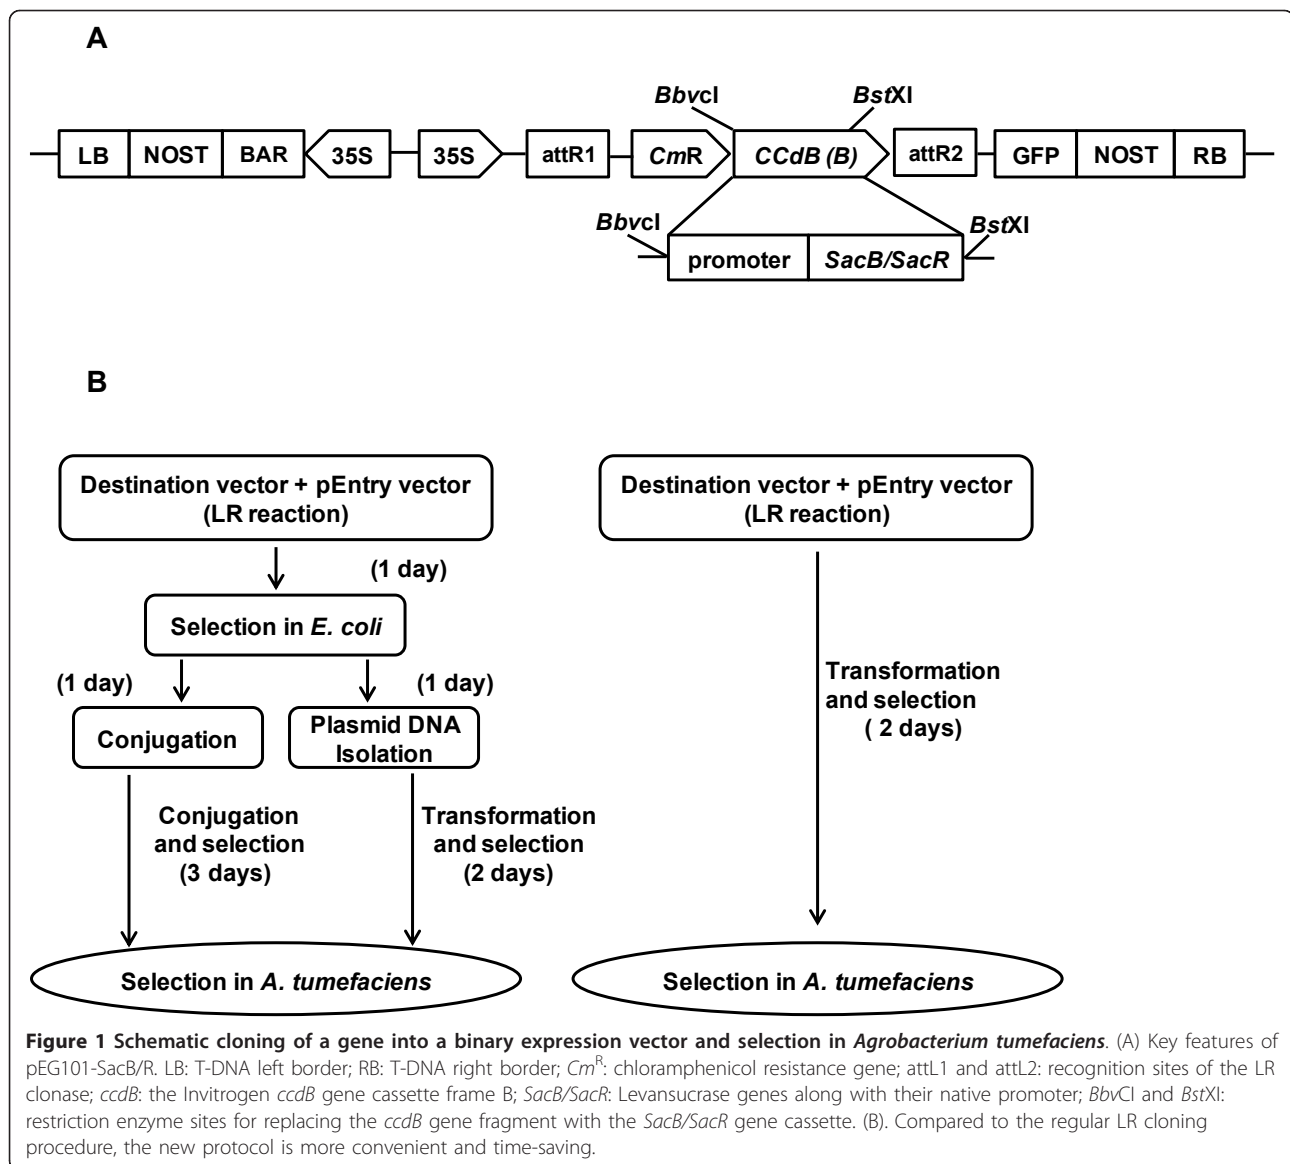 A
BbvcI BstXI
LB NOST BAR 35S 35S attR1 CmR CCdB (B) attR2 GFP NOST RB
BbvcI BstXI
promoter SacB/SacR
B
Destination vector + pEntry vector
(LR reaction)
(1 day)
Selection in E. coli
(1 day) (1 day)
Conjugation
Plasmid DNA
Isolation
Conjugation
and selection
(3 days)
Transformation
and selection
(2 days)
Selection in A. tumefaciens
Destination vector + pEntry vector
(LR reaction)
Transformation
and selection
( 2 days)
Selection in A. tumefaciens
Figure 1 Schematic cloning of a gene into a binary expression vector and selection in Agrobacterium tumefaciens. (A) Key features of
pEG101-SacB/R. LB: T-DNA left border; RB: T-DNA right border; Cm^R: chloramphenicol resistance gene; attL1 and attL2: recognition sites of the LR
clonase; ccdB: the Invitrogen ccdB gene cassette frame B; SacB/SacR: Levansucrase genes along with their native promoter; BbvCI and BstXI:
restriction enzyme sites for replacing the ccdB gene fragment with the SacB/SacR gene cassette. (B). Compared to the regular LR cloning
procedure, the new protocol is more convenient and time-saving.